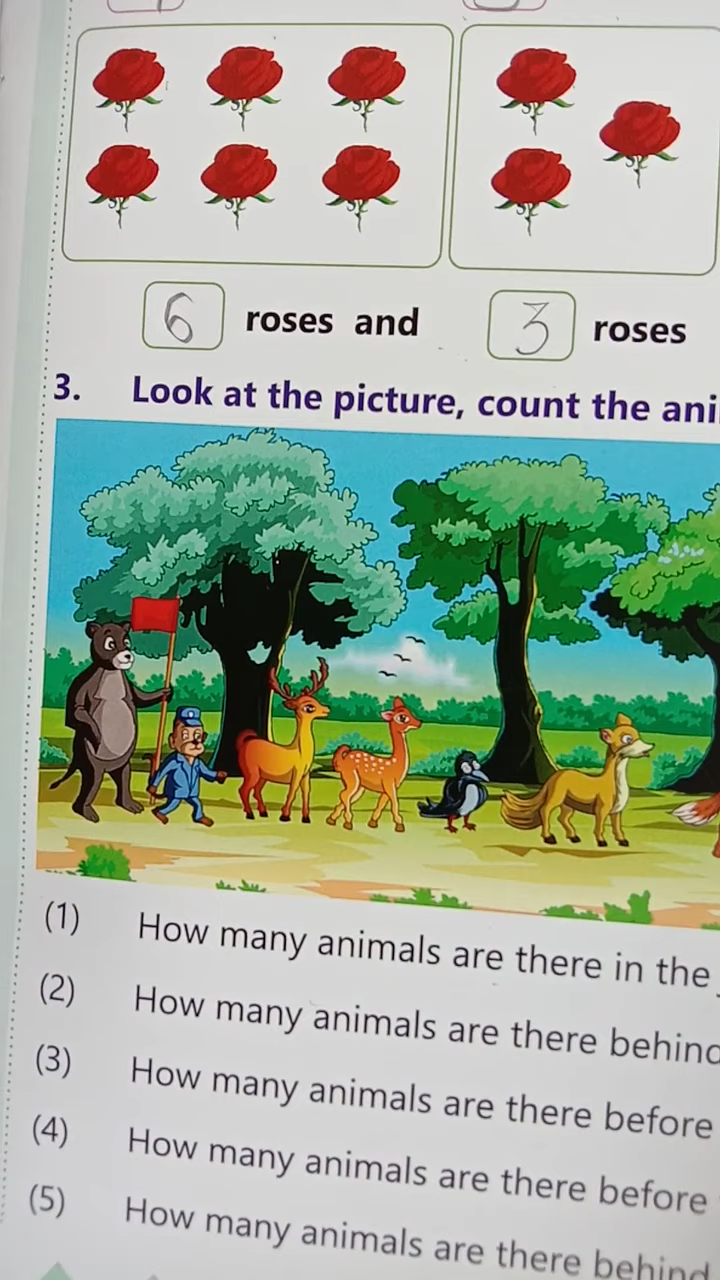 6 roses and 3 roses
3. Look at the picture, count the
(1) How many animals are there in the
(2) How many animals are there behind
(3) How many animals are there before
(4) How many animals are there before
(5) How many animals are there behind